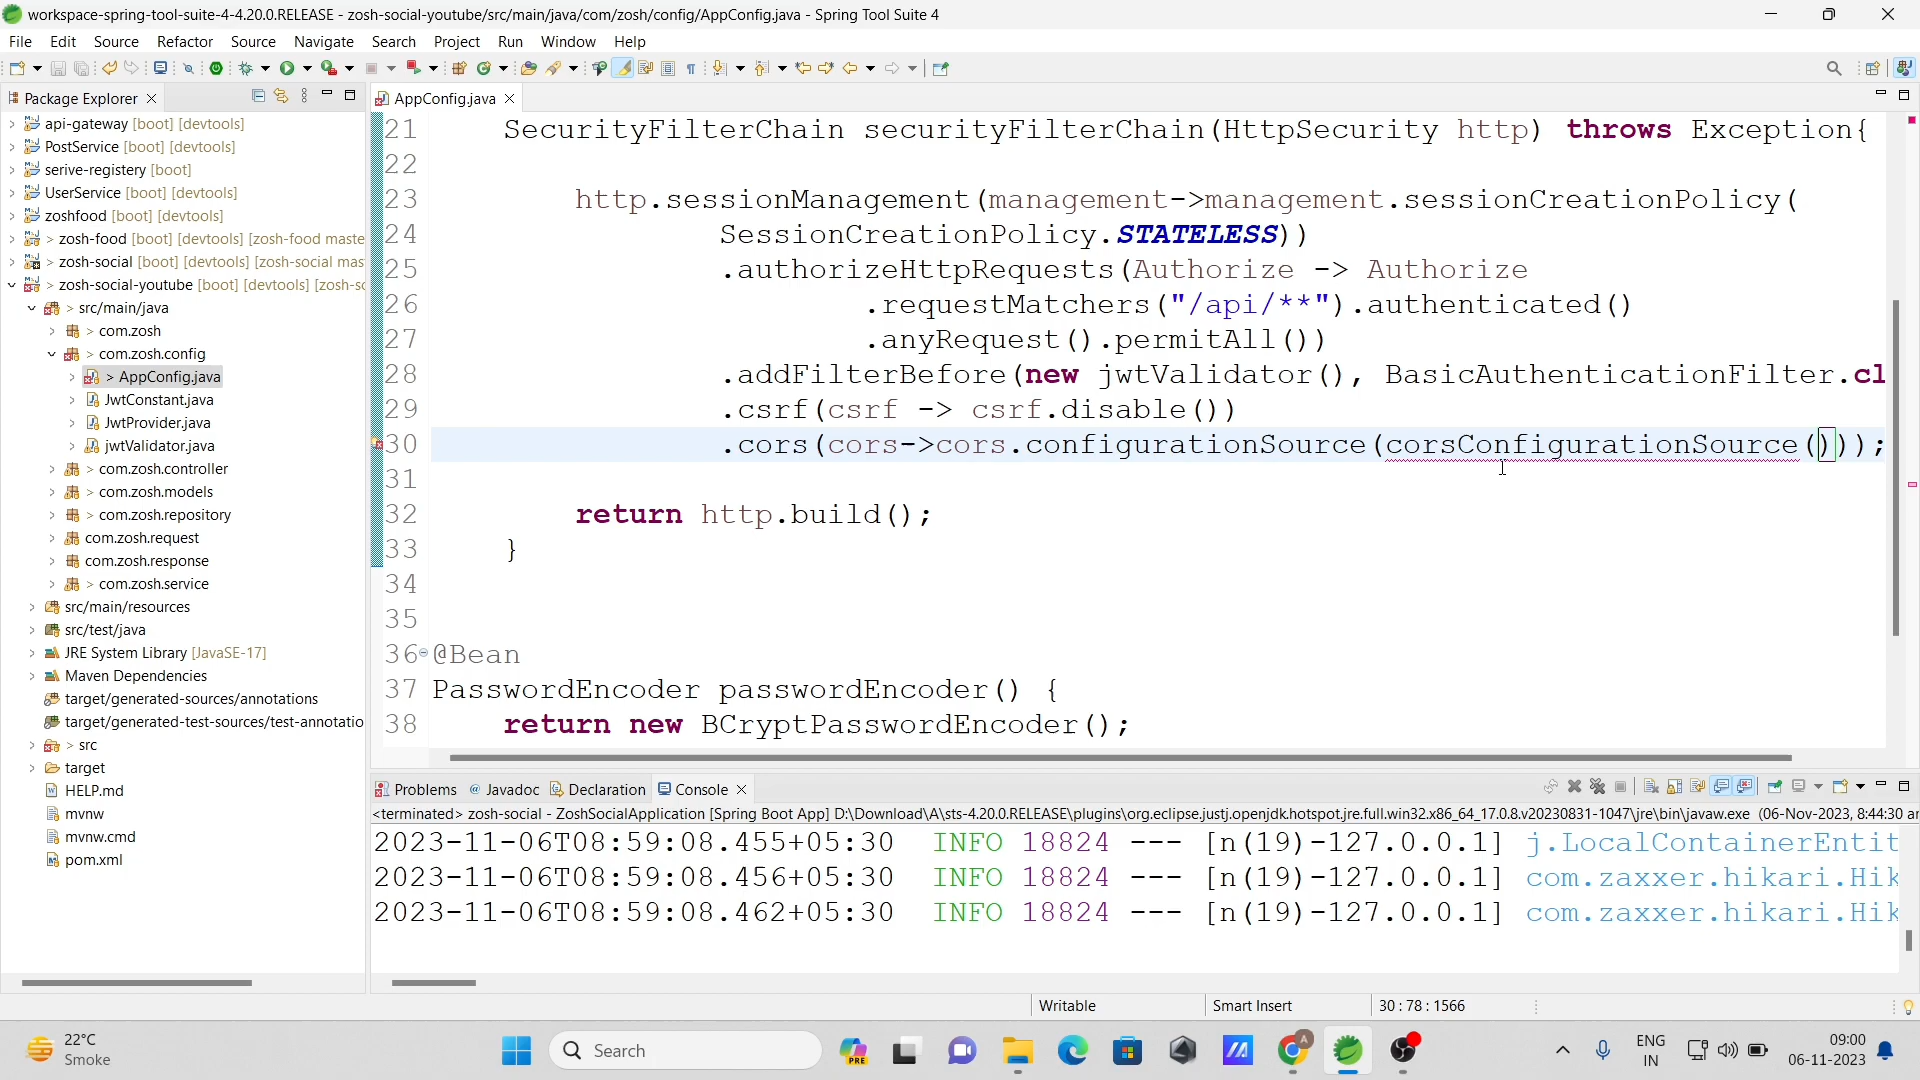 workspace-spring-tool-suite-4-4.20.0.RELEASE - zosh-social-youtube/src/main/java/com/zosh/config/AppConfig.java - Spring Tool Suite 4
File Edit Source Refactor Source Navigate Search Project Run Window Help
Package Explorer
api-gateway [boot] [devtools]
PostService [boot] [devtools]
serive-registery [boot]
UserService [boot] [devtools]
zoshfood [boot] [devtools]
> zosh-food [boot] [devtools] [zosh-food maste
> zosh-social [boot] [devtools] [zosh-social mas
> zosh-social-youtube [boot] [devtools] [zosh-sc
> src/main/java
> com.zosh
> com.zosh.config
> AppConfig.java
JwtConstant.java
JwtProvider.java
jwtValidator.java
> com.zosh.controller
> com.zosh.models
> com.zosh.repository
com.zosh.request
com.zosh.response
> com.zosh.service
src/main/resources
src/test/java
JRE System Library [JavaSE-17]
Maven Dependencies
target/generated-sources/annotations
target/generated-test-sources/test-annotatio
> src
target
HELP.md
mvnw
mvnw.cmd
pom.xml
AppConfig.java
21 SecurityFilterChain securityFilterChain(HttpSecurity http) throws Exception{
22
23 http.sessionManagement(management->management.sessionCreationPolicy(
24 SessionCreationPolicy.STATELESS))
25 .authorizeHttpRequests(Authorize -> Authorize
26 .requestMatchers("/api/**").authenticated()
27 .anyRequest().permitAll())
28 .addFilterBefore(new jwtValidator(), BasicAuthenticationFilter.cl
29 .csrf(csrf -> csrf.disable())
30 .cors(cors->cors.configurationSource(corsConfigurationSource()));
31
32 return http.build();
33 }
34
35
36 @Bean
37 PasswordEncoder passwordEncoder() {
38 return new BCryptPasswordEncoder();
Problems @ Javadoc Declaration Console
<terminated> zosh-social - ZoshSocialApplication [Spring Boot App] D:\Download\A\sts-4.20.0.RELEASE\plugins\org.eclipse.justj.openjdk.hotspot.jre.full.win32.x86_64_17.0.8.v20230831-1047\jre\bin\javaw.exe (06-Nov-2023, 8:44:30 ar
2023-11-06T08:59:08.455+05:30 INFO 18824 --- [n(19)-127.0.0.1] j.LocalContainerEntit
2023-11-06T08:59:08.456+05:30 INFO 18824 --- [n(19)-127.0.0.1] com.zaxxer.hikari.Hik
2023-11-06T08:59:08.462+05:30 INFO 18824 --- [n(19)-127.0.0.1] com.zaxxer.hikari.Hik
Writable Smart Insert 30 : 78 : 1566
22°C
Smoke
Search
PRE
A
ENG
IN
09:00
06-11-2023